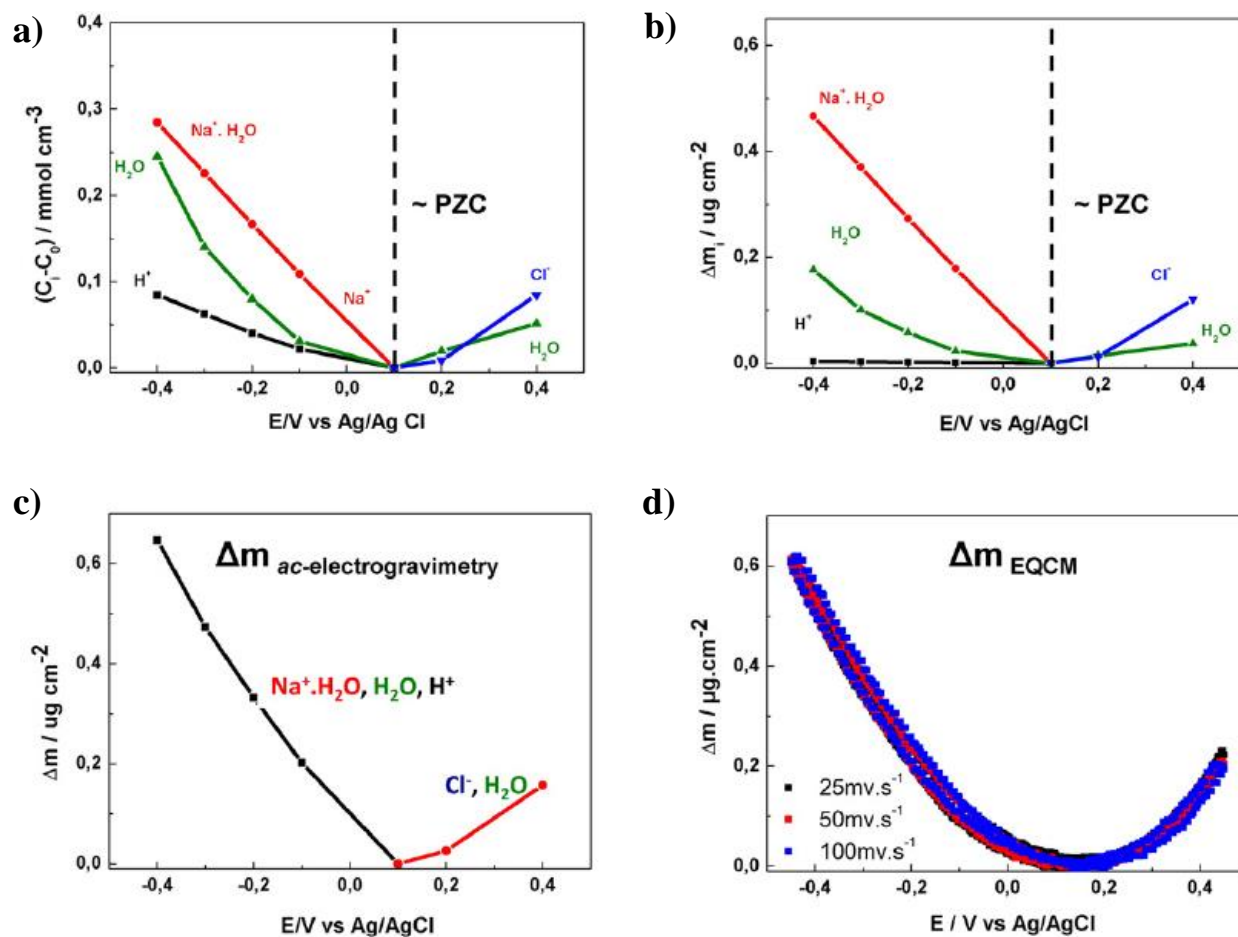 a)
0,4
0,3
0,2
0,1
0,0
(Cᵢ-C₀) / mmol cm⁻³
Na⁺. H₂O
H₂O
H⁺
Na⁺
~ PZC
Cl⁻
H₂O
-0,4 -0,2 0,0 0,2 0,4
E/V vs Ag/Ag Cl
b)
0,6
0,4
0,2
0,0
Δmᵢ / ug cm⁻²
Na⁺. H₂O
H₂O
H⁺
~ PZC
Cl⁻
H₂O
-0,4 -0,2 0,0 0,2 0,4
E/V vs Ag/AgCl
c)
0,6
0,4
0,2
0,0
Δm / ug cm⁻²
Δm ac-electrogravimetry
Na⁺.H₂O, H₂O, H⁺
Cl⁻, H₂O
-0,4 -0,2 0,0 0,2 0,4
E/V vs Ag/AgCl
d)
0,6
0,4
0,2
0,0
Δm / µg.cm⁻²
Δm EQCM
25mv.s⁻¹
50mv.s⁻¹
100mv.s⁻¹
-0,4 -0,2 0,0 0,2 0,4
E / V vs Ag/AgCl